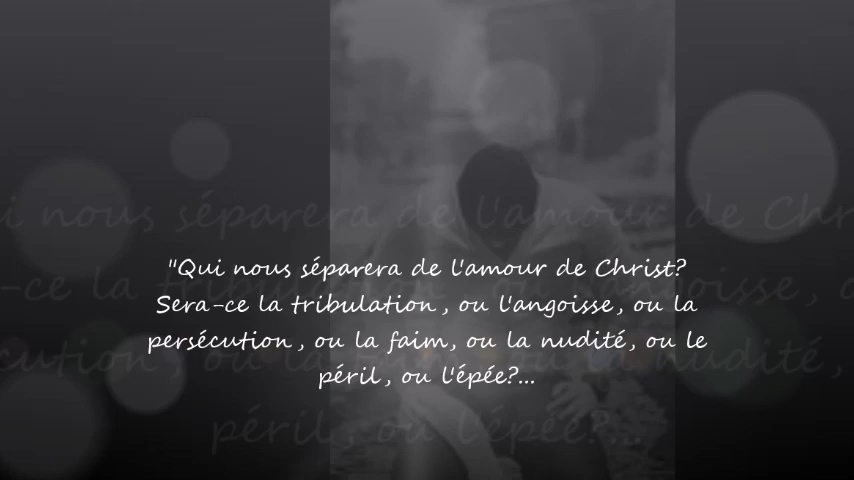 "Qui nous séparera de l'amour de Christ?
Sera-ce la tribulation, ou l'angoisse, ou la
persécution, ou la faim, ou la nudité, ou le
péril, ou l'épée?...